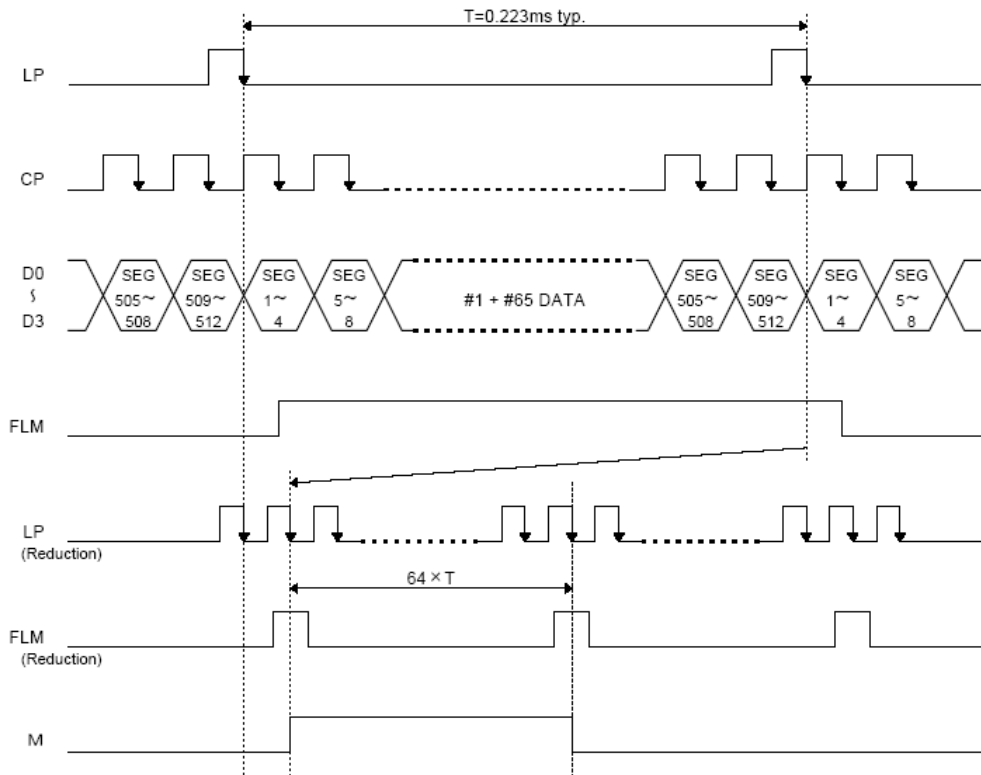 T=0.223ms typ.
LP
CP
D0
∫
D3
SEG
505~
508
SEG
509~
512
SEG
1~
4
SEG
5~
8
#1 + #65 DATA
SEG
505~
508
SEG
509~
512
SEG
1~
4
SEG
5~
8
FLM
LP
(Reduction)
64 × T
FLM
(Reduction)
M